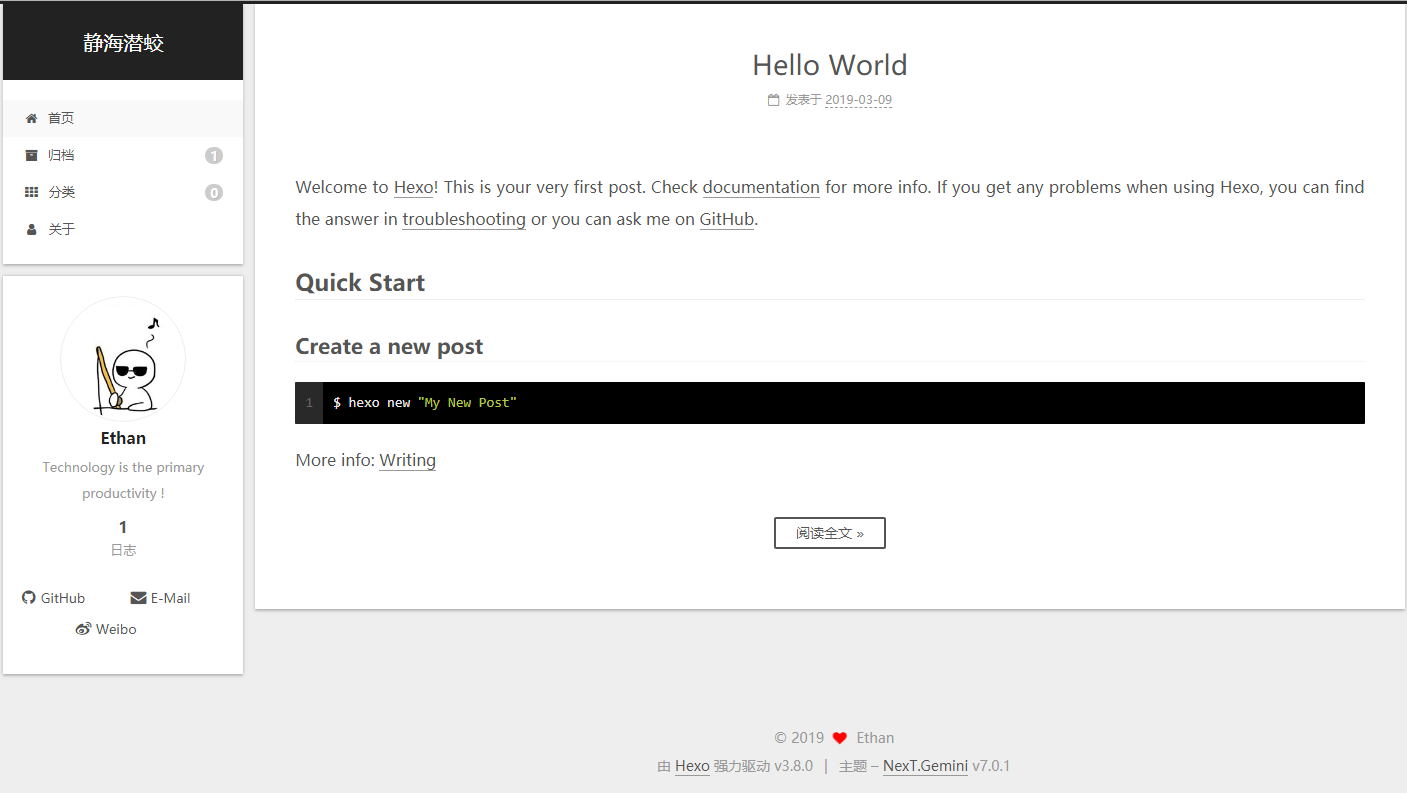 静海潜蛟
首页
归档 1
分类 0
关于
Ethan
Technology is the primary
productivity !
1
日志
GitHub E-Mail
Weibo
Hello World
发表于 2019-03-09
Welcome to Hexo! This is your very first post. Check documentation for more info. If you get any problems when using Hexo, you can find
the answer in troubleshooting or you can ask me on GitHub.
Quick Start
Create a new post
1 $ hexo new "My New Post"
More info: Writing
阅读全文 »
© 2019 Ethan
由 Hexo 强力驱动 v3.8.0 | 主题 – NexT.Gemini v7.0.1